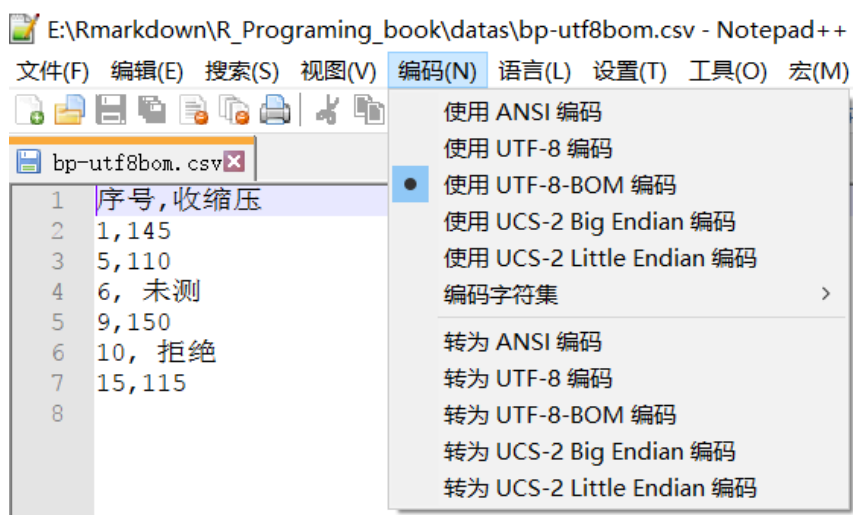 E:\Rmarkdown\R_Programing_book\datas\bp-utf8bom.csv - Notepad++
文件(F) 编辑(E) 搜索(S) 视图(V) 编码(N) 语言(L) 设置(T) 工具(O) 宏(M)
bp-utf8bom.csv
1 序号,收缩压
2 1,145
3 5,110
4 6, 未测
5 9,150
6 10, 拒绝
7 15,115
8
使用 ANSI 编码
使用 UTF-8 编码
使用 UTF-8-BOM 编码
使用 UCS-2 Big Endian 编码
使用 UCS-2 Little Endian 编码
编码字符集
转为 ANSI 编码
转为 UTF-8 编码
转为 UTF-8-BOM 编码
转为 UCS-2 Big Endian 编码
转为 UCS-2 Little Endian 编码